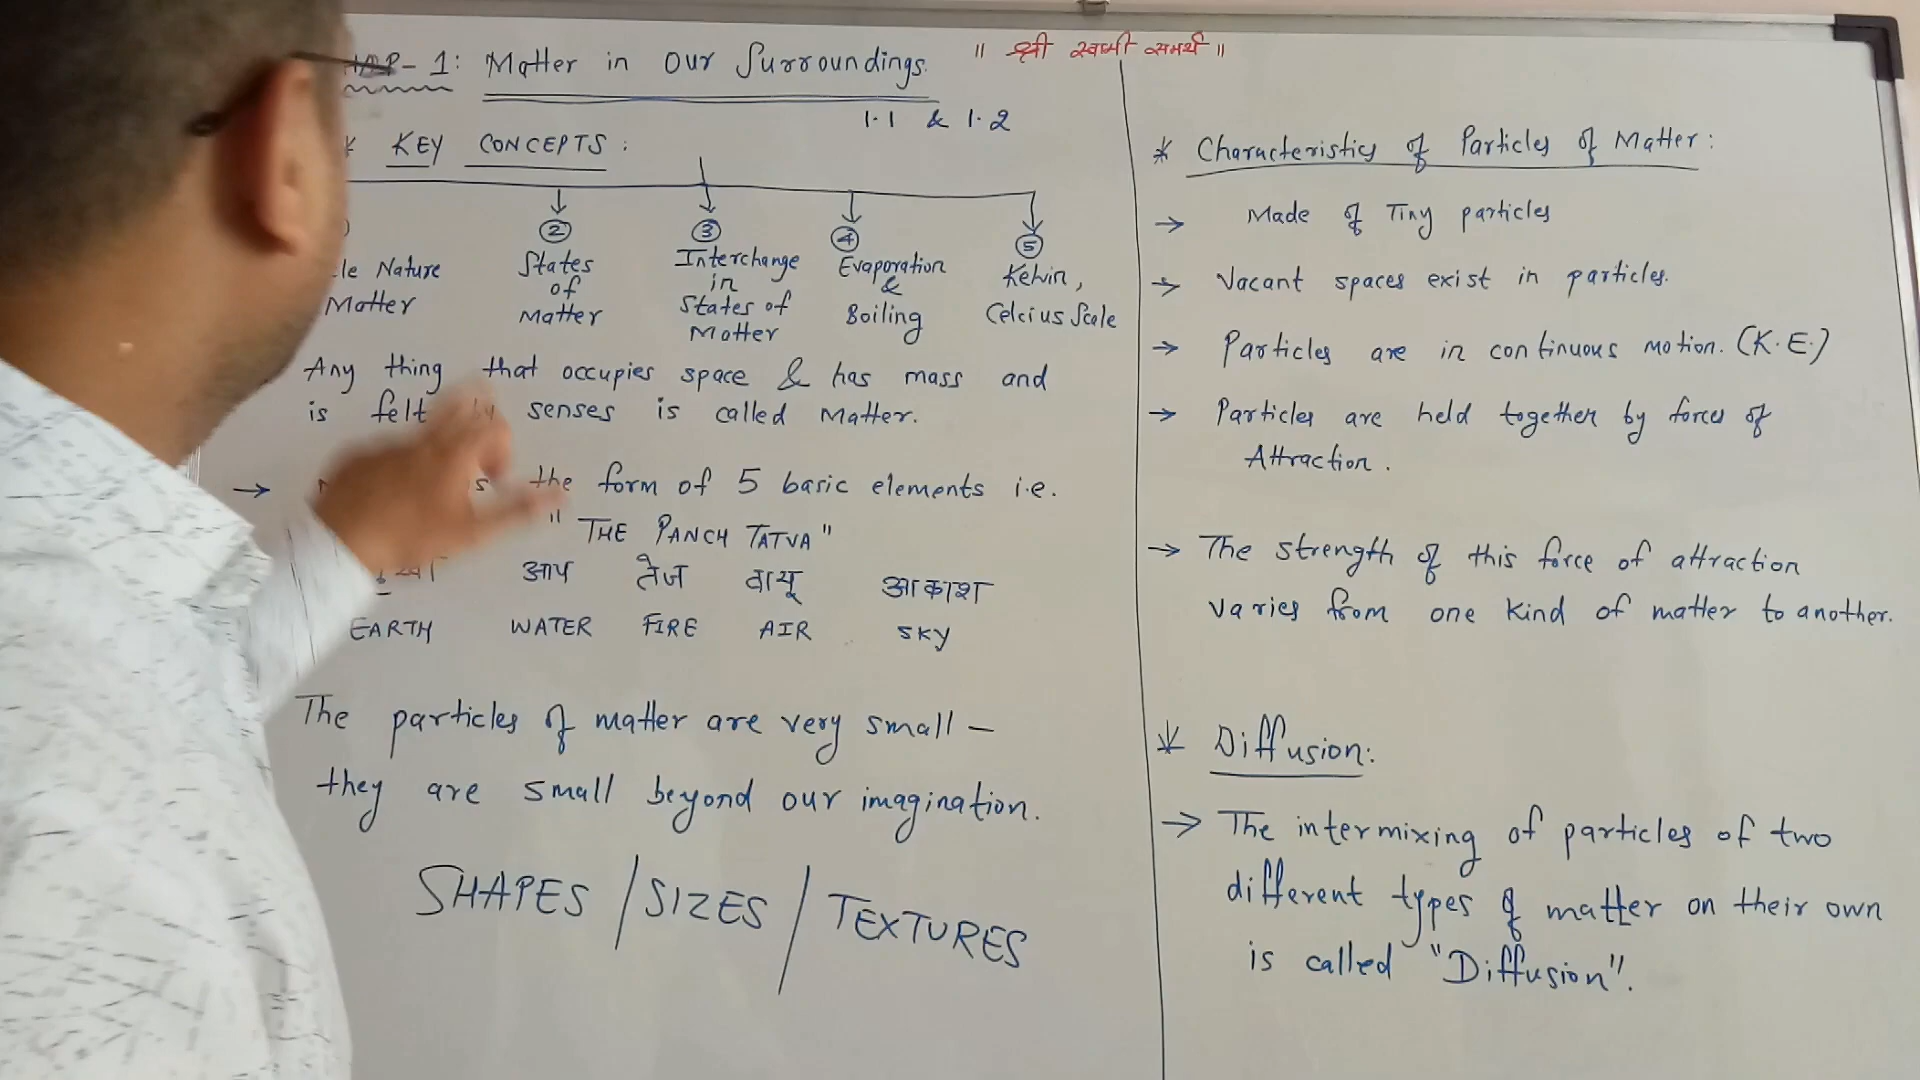 - 1: Matter in Our Surroundings.
॥ श्री स्वामी समर्थ ॥
1.1 & 1.2
* KEY CONCEPTS :
② ③ ④ ⑤
Nature
Matter
States
of
Matter
Interchange
in
States of
Matter
Evaporation
&
Boiling
Kelvin,
Celcius Scale
Any thing that occupies space & has mass and
is felt by senses is called Matter.
→ the form of 5 basic elements i.e.
" THE PANCH TATVA "
आप तेज वायू आकाश
EARTH WATER FIRE AIR SKY
The particles of matter are very small –
they are small beyond our imagination.
SHAPES / SIZES / TEXTURES
* Characteristics of Particles of Matter :
→ Made of Tiny particles
→ Vacant spaces exist in particles.
→ Particles are in continuous motion. (K.E.)
→ Particles are held together by forces of
Attraction.
→ The strength of this force of attraction
varies from one kind of matter to another.
* Diffusion:
→ The intermixing of particles of two
different types of matter on their own
is called "Diffusion".